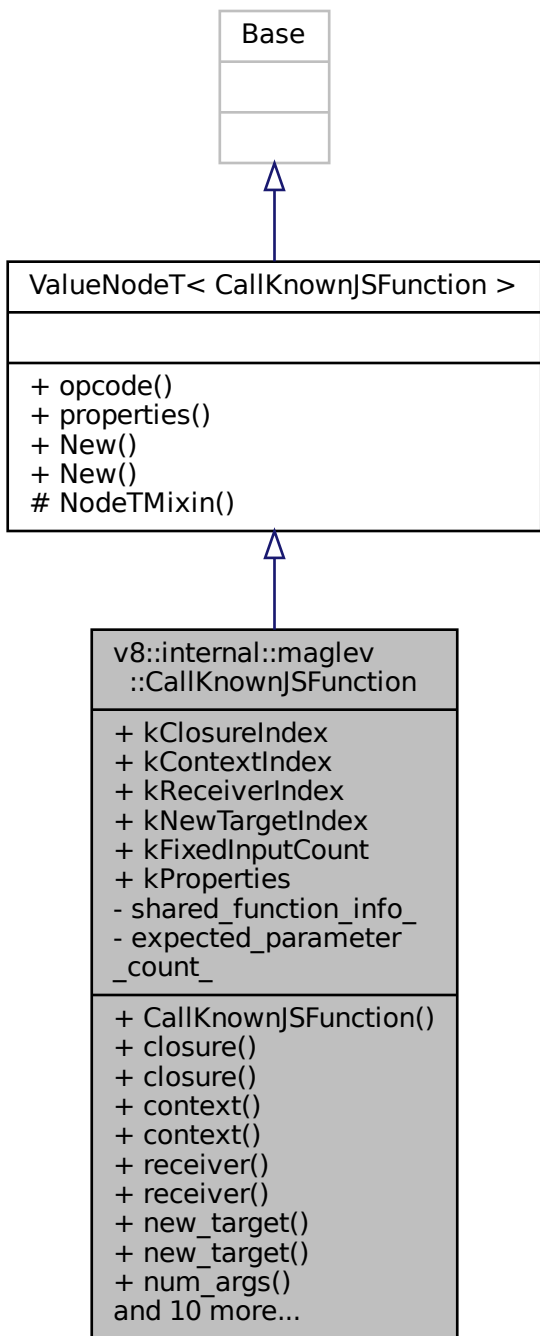 Base
ValueNodeT< CallKnownJSFunction >
+ opcode()
+ properties()
+ New()
+ New()
# NodeTMixin()
v8::internal::maglev
::CallKnownJSFunction
+ kClosureIndex
+ kContextIndex
+ kReceiverIndex
+ kNewTargetIndex
+ kFixedInputCount
+ kProperties
- shared_function_info_
- expected_parameter
_count_
+ CallKnownJSFunction()
+ closure()
+ closure()
+ context()
+ context()
+ receiver()
+ receiver()
+ new_target()
+ new_target()
+ num_args()
and 10 more...